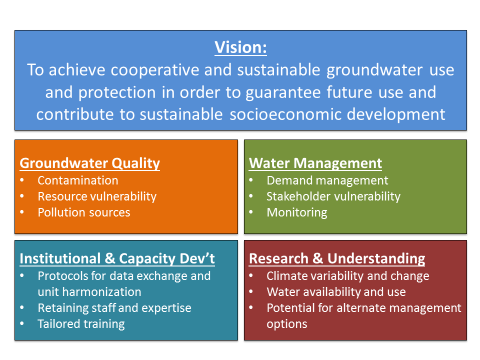 Vision:
To achieve cooperative and sustainable groundwater use
and protection in order to guarantee future use and
contribute to sustainable socioeconomic development
Groundwater Quality
• Contamination
• Resource vulnerability
• Pollution sources
Water Management
• Demand management
• Stakeholder vulnerability
• Monitoring
Institutional & Capacity Dev't
• Protocols for data exchange and
unit harmonization
• Retaining staff and expertise
• Tailored training
Research & Understanding
• Climate variability and change
• Water availability and use
• Potential for alternate management
options